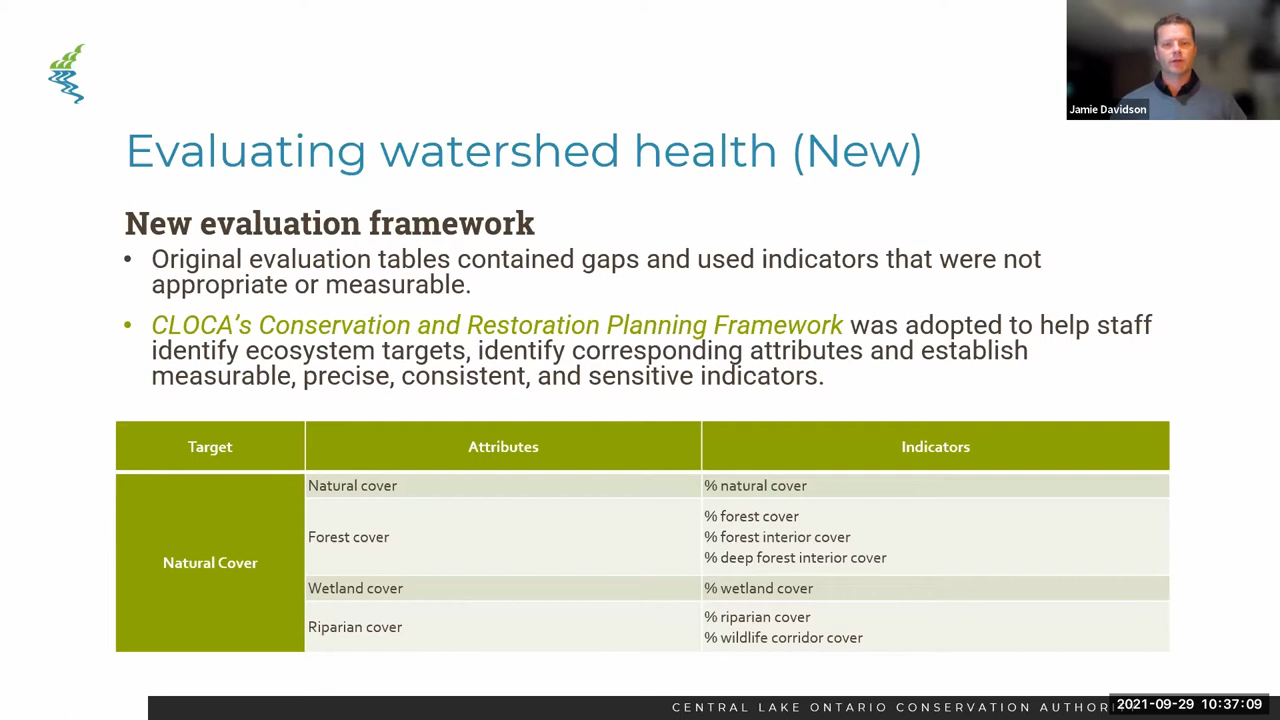 Jamie Davidson
Evaluating watershed health (New)
New evaluation framework
• Original evaluation tables contained gaps and used indicators that were not
appropriate or measurable.
• CLOCA's Conservation and Restoration Planning Framework was adopted to help staff
identify ecosystem targets, identify corresponding attributes and establish
measurable, precise, consistent, and sensitive indicators.
Target Attributes Indicators
Natural Cover
Natural cover % natural cover
Forest cover
% forest cover
% forest interior cover
% deep forest interior cover
Wetland cover % wetland cover
Riparian cover
% riparian cover
% wildlife corridor cover
CENTRAL LAKE ONTARIO CONSERVATION AUTHOR
2021-09-29 10:37:09